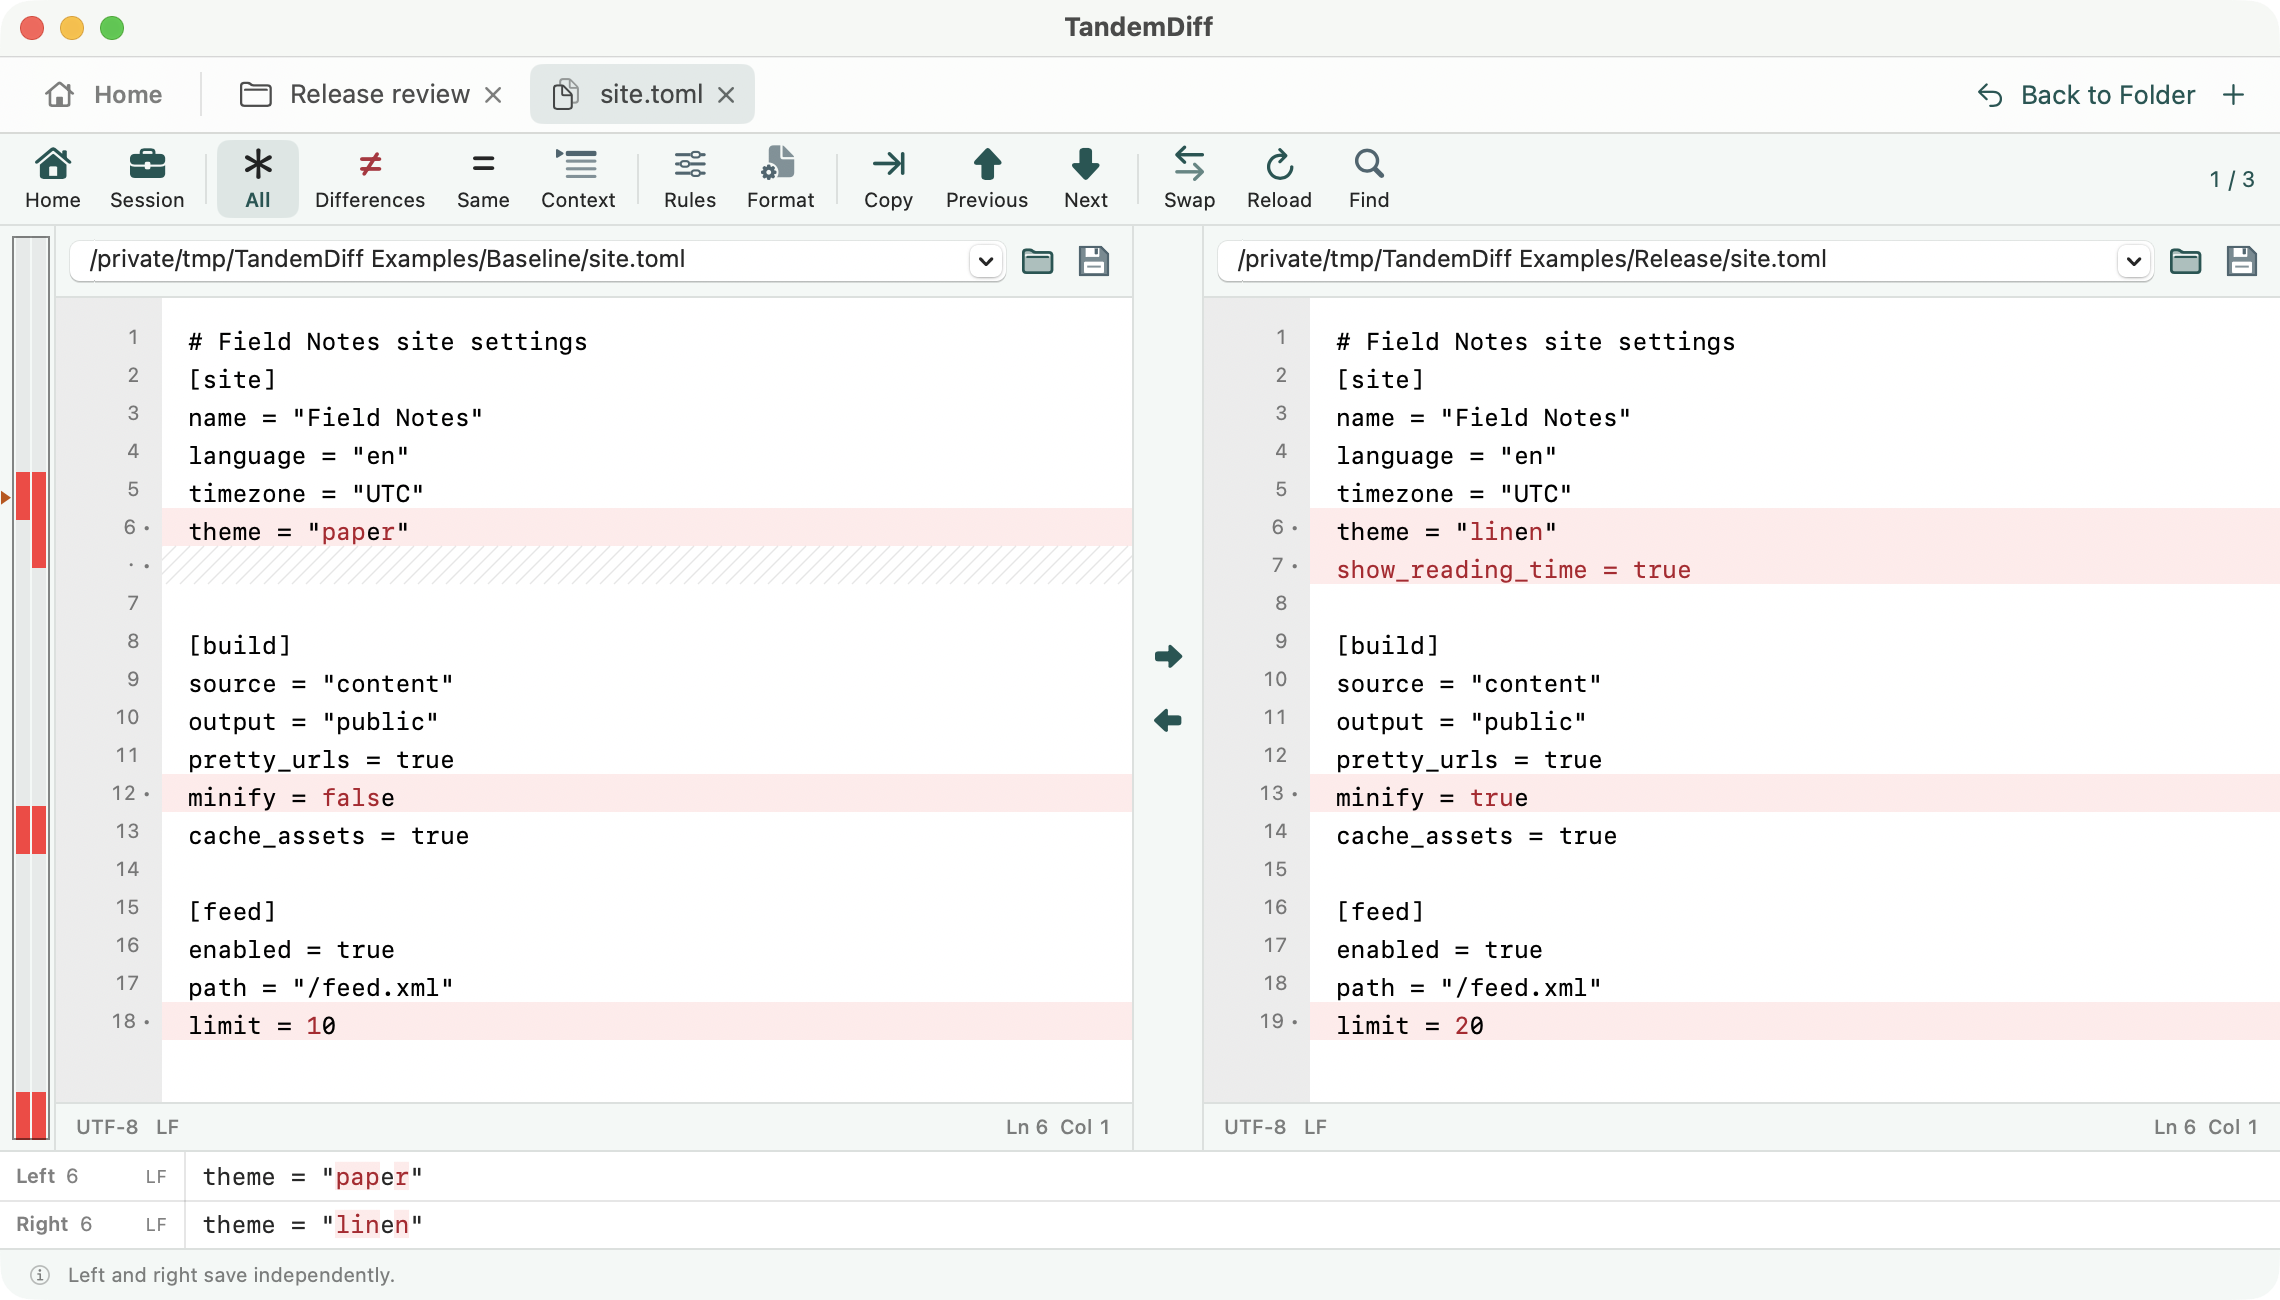 TandemDiff
Home
Release review
site.toml
Back to Folder
Home
Session
All
Differences
Same
Context
Rules
Format
Copy
Previous
Next
Swap
Reload
Find
1 / 3
/private/tmp/TandemDiff Examples/Baseline/site.toml
1 # Field Notes site settings
2 [site]
3 name = "Field Notes"
4 language = "en"
5 timezone = "UTC"
6 · theme = "paper"
· ·
7
8 [build]
9 source = "content"
10 output = "public"
11 pretty_urls = true
12 · minify = false
13 cache_assets = true
14
15 [feed]
16 enabled = true
17 path = "/feed.xml"
18 · limit = 10
UTF-8 LF Ln 6 Col 1
/private/tmp/TandemDiff Examples/Release/site.toml
1 # Field Notes site settings
2 [site]
3 name = "Field Notes"
4 language = "en"
5 timezone = "UTC"
6 · theme = "linen"
7 · show_reading_time = true
8
9 [build]
10 source = "content"
11 output = "public"
12 pretty_urls = true
13 · minify = true
14 cache_assets = true
15
16 [feed]
17 enabled = true
18 path = "/feed.xml"
19 · limit = 20
UTF-8 LF Ln 6 Col 1
Left 6 LF theme = "paper"
Right 6 LF theme = "linen"
Left and right save independently.